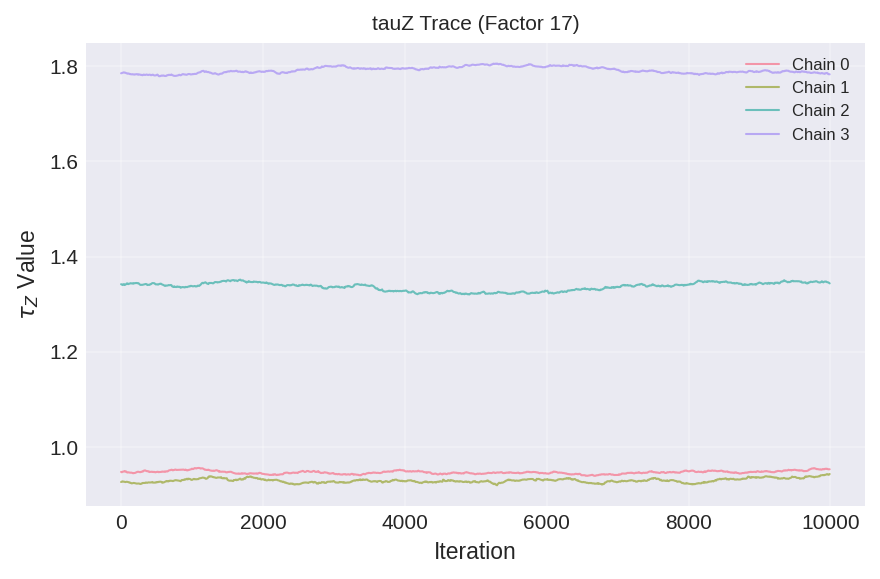 tauZ Trace (Factor 17)
1.8
1.6
1.4
1.2
1.0
τZ Value
Chain 0
Chain 1
Chain 2
Chain 3
0 2000 4000 6000 8000 10000
Iteration